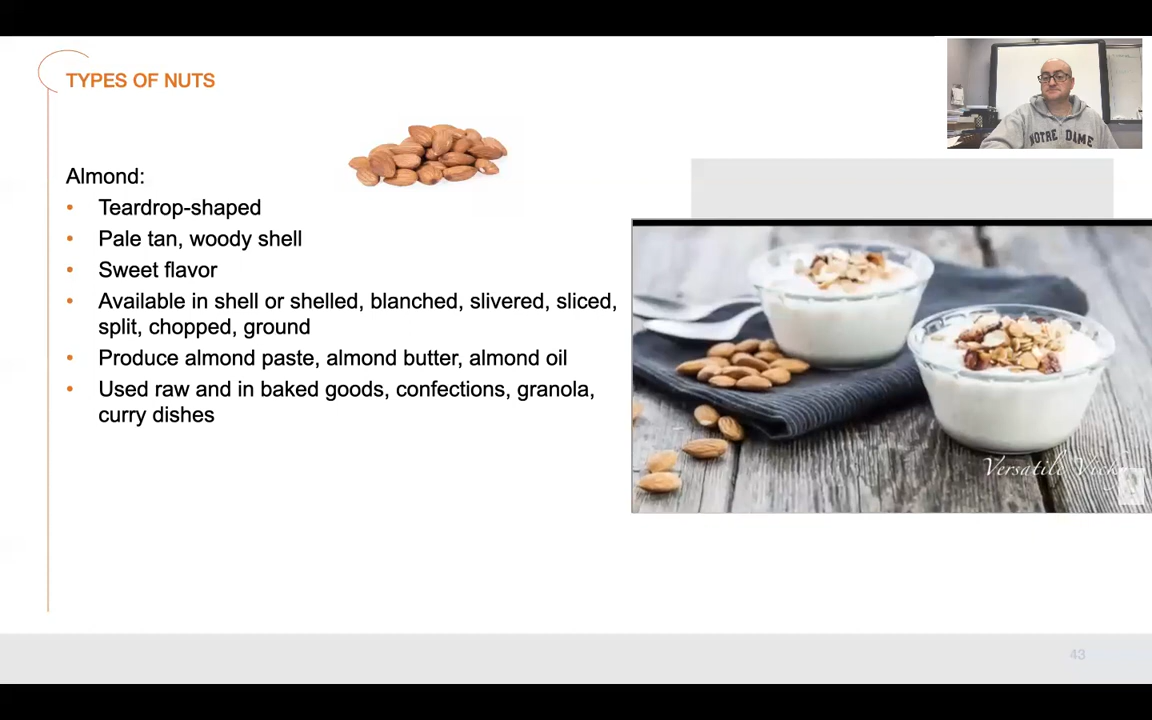 TYPES OF NUTS
NOTRE DAME
Almond:
• Teardrop-shaped
• Pale tan, woody shell
• Sweet flavor
• Available in shell or shelled, blanched, slivered, sliced,
split, chopped, ground
• Produce almond paste, almond butter, almond oil
• Used raw and in baked goods, confections, granola,
curry dishes
Versatile
43